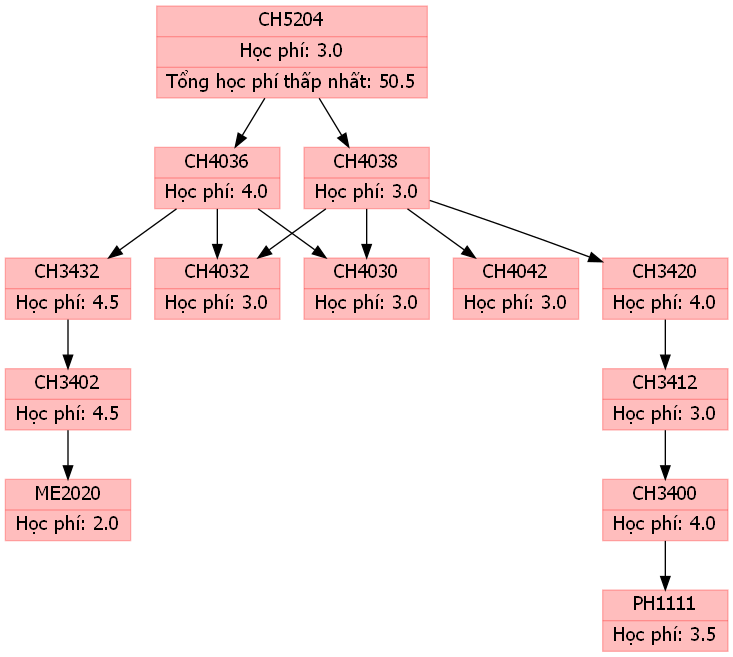 CH5204
Học phí: 3.0
Tổng học phí thấp nhất: 50.5
CH4036
Học phí: 4.0
CH4038
Học phí: 3.0
CH3432
Học phí: 4.5
CH4032
Học phí: 3.0
CH4030
Học phí: 3.0
CH4042
Học phí: 3.0
CH3420
Học phí: 4.0
CH3402
Học phí: 4.5
CH3412
Học phí: 3.0
ME2020
Học phí: 2.0
CH3400
Học phí: 4.0
PH1111
Học phí: 3.5